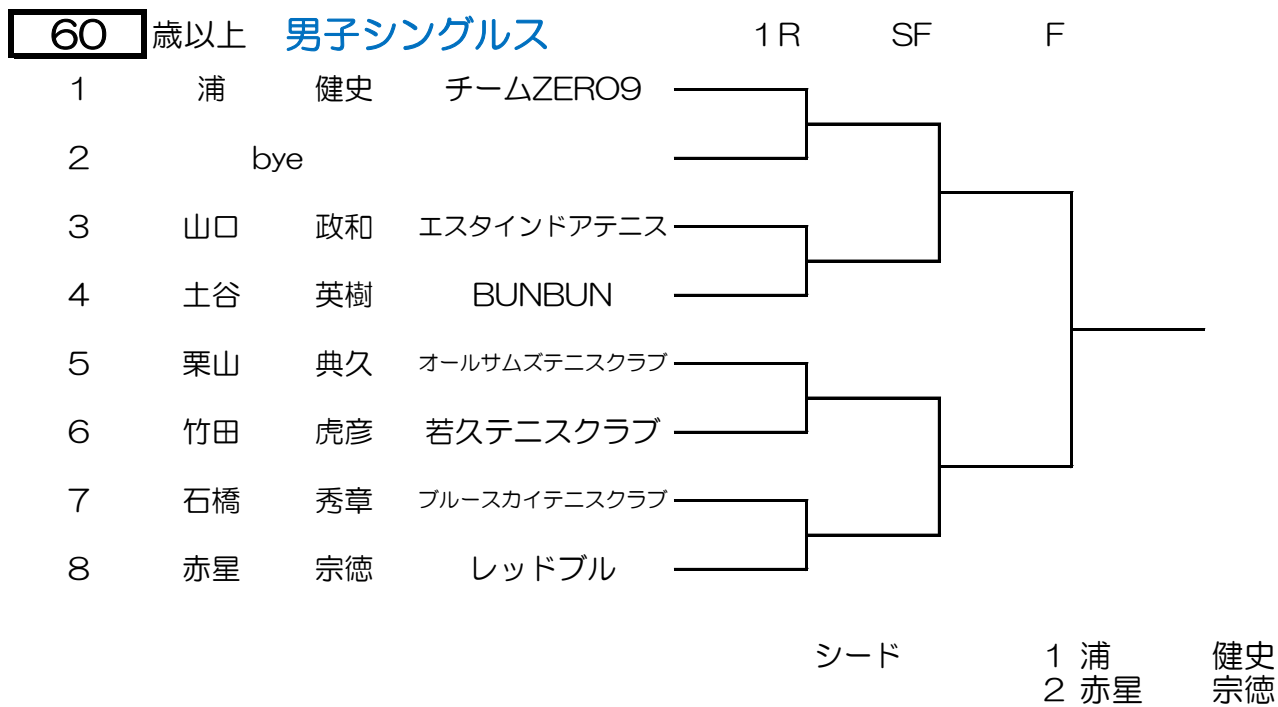 60 歳以上 男子シングルス 1R SF F
1 浦 健史 チームZERO9
2 bye
3 山口 政和 エスタインドアテニス
4 土谷 英樹 BUNBUN
5 栗山 典久 オールサムズテニスクラブ
6 竹田 虎彦 若久テニスクラブ
7 石橋 秀章 ブルースカイテニスクラブ
8 赤星 宗徳 レッドブル
シード 1 浦 健史
2 赤星 宗徳